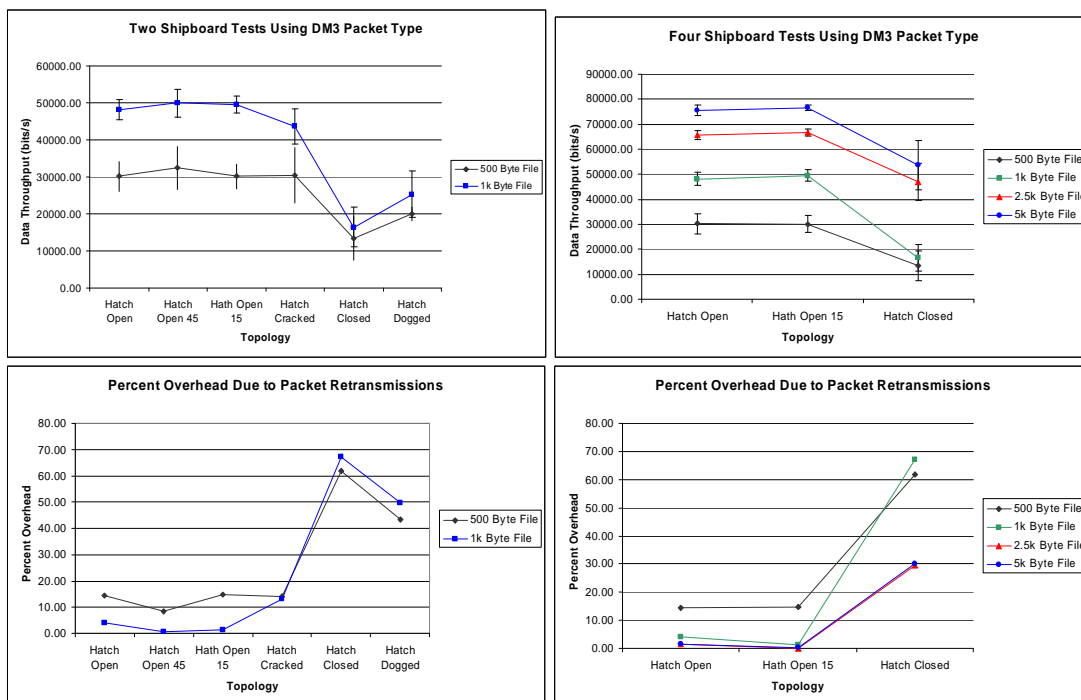 Two Shipboard Tests Using DM3 Packet Type
Data Throughput (bits/s)
60000.00
50000.00
40000.00
30000.00
20000.00
10000.00
0.00
Hatch Open
Hatch Open 45
Hath Open 15
Hatch Cracked
Hatch Closed
Hatch Dogged
Topology
500 Byte File
1k Byte File
Four Shipboard Tests Using DM3 Packet Type
Data Throughput (bits/s)
90000.00
80000.00
70000.00
60000.00
50000.00
40000.00
30000.00
20000.00
10000.00
0.00
Hatch Open
Hath Open 15
Hatch Closed
Topology
500 Byte File
1k Byte File
2.5k Byte File
5k Byte File
Percent Overhead Due to Packet Retransmissions
Percent Overhead
80.00
70.00
60.00
50.00
40.00
30.00
20.00
10.00
0.00
Hatch Open
Hatch Open 45
Hath Open 15
Hatch Cracked
Hatch Closed
Hatch Dogged
Topology
500 Byte File
1k Byte File
Percent Overhead Due to Packet Retransmissions
Percent Overhead
80.00
70.00
60.00
50.00
40.00
30.00
20.00
10.00
0.00
Hatch Open
Hath Open 15
Hatch Closed
Topology
500 Byte File
1k Byte File
2.5k Byte File
5k Byte File